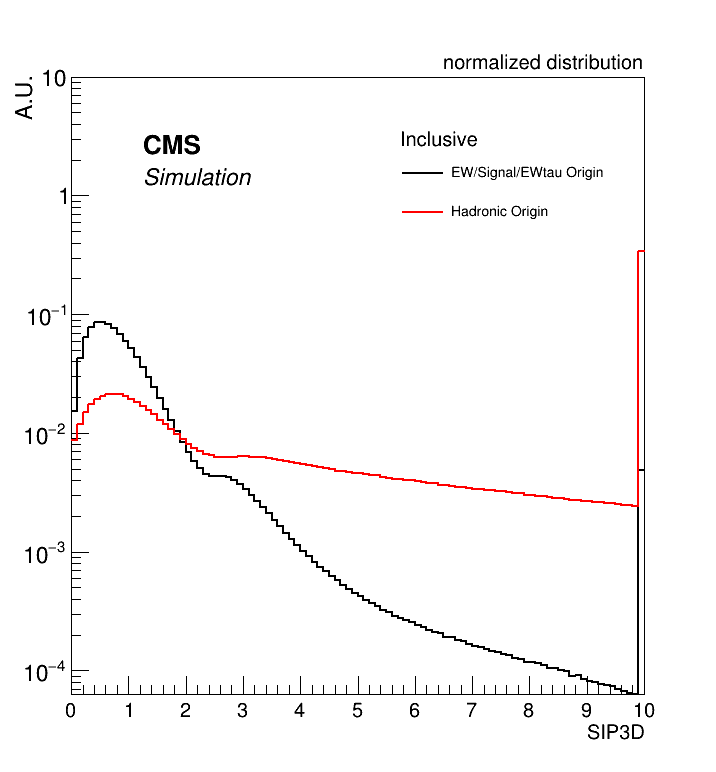 normalized distribution
A.U.
10
CMS
Simulation
Inclusive
EW/Signal/EWtau Origin
Hadronic Origin
1
10⁻¹
10⁻²
10⁻³
10⁻⁴
0 1 2 3 4 5 6 7 8 9 10
SIP3D